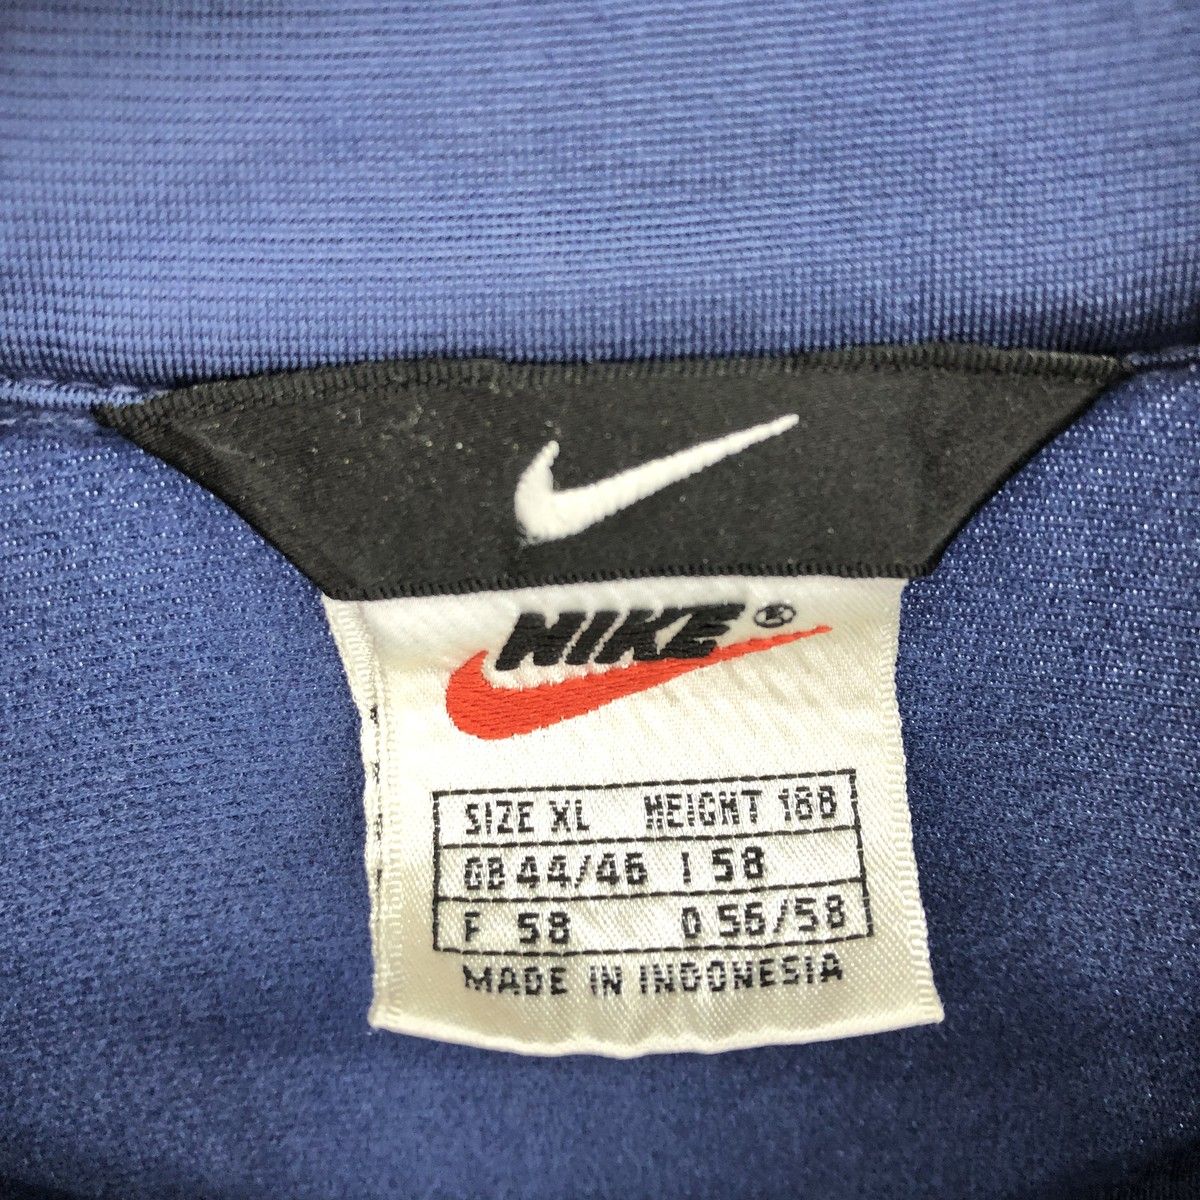 NIKE®
SIZE XL HEIGHT 188
GB 44/46 I 58
F 58 D 56/58
MADE IN INDONESIA